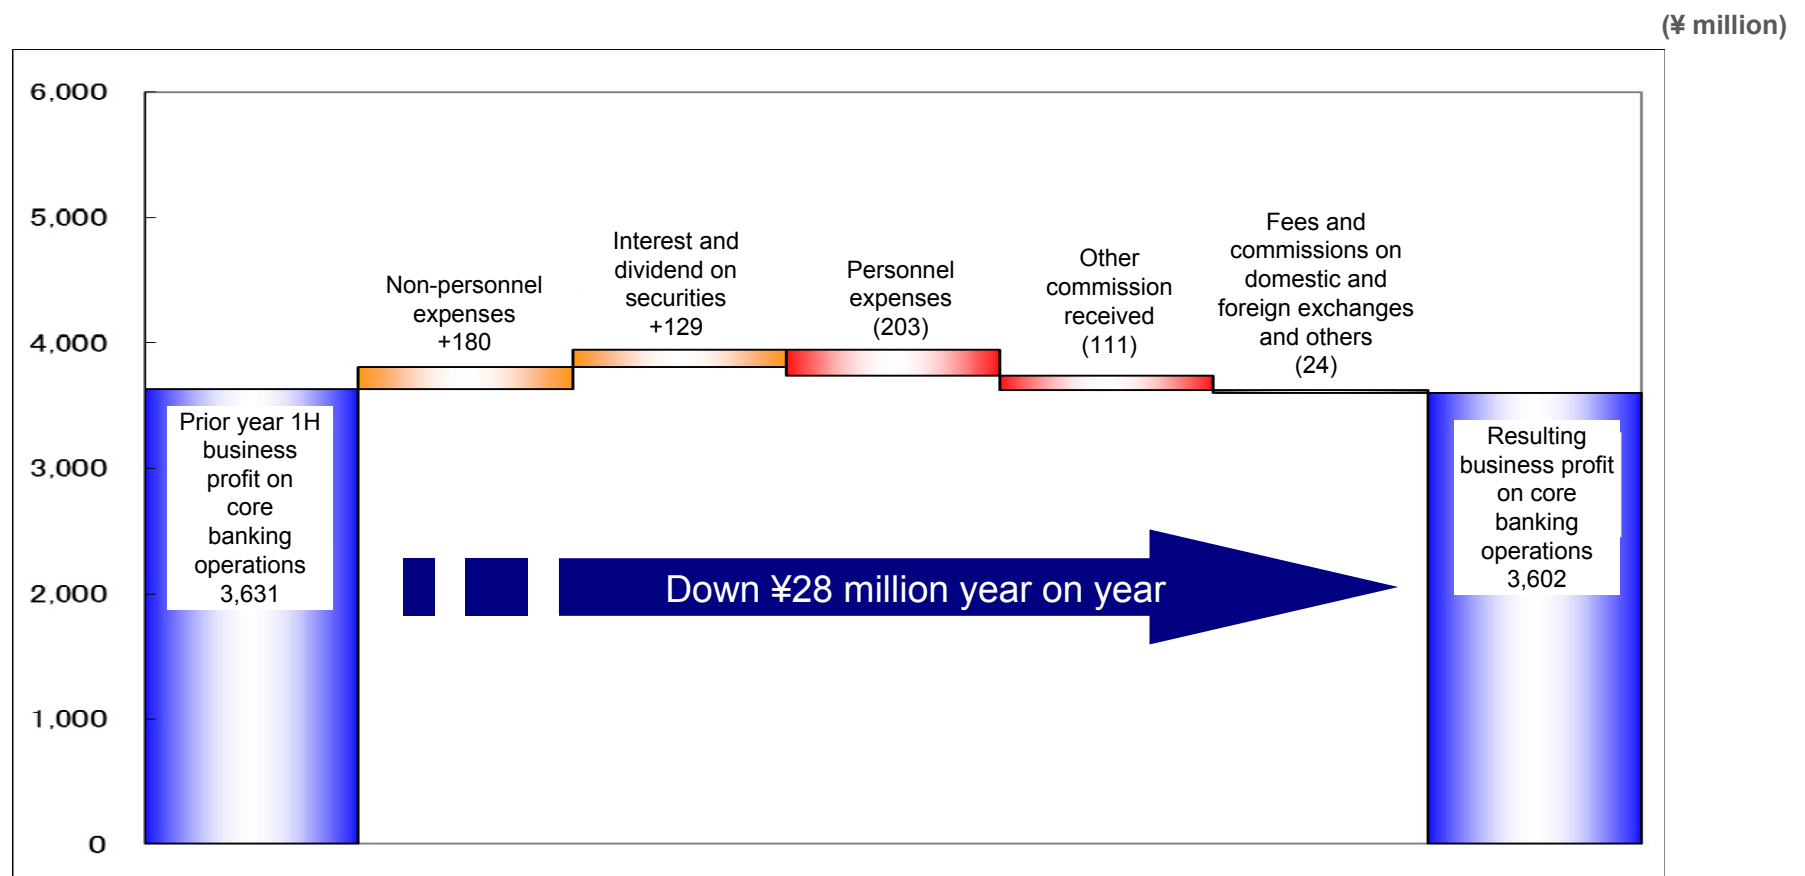 (¥ million)
6,000
5,000
4,000
3,000
2,000
1,000
0
Prior year 1H
business
profit on
core
banking
operations
3,631
Non-personnel
expenses
+180
Interest and
dividend on
securities
+129
Personnel
expenses
(203)
Other
commission
received
(111)
Fees and
commissions on
domestic and
foreign exchanges
and others
(24)
Resulting
business profit
on core
banking
operations
3,602
Down ¥28 million year on year